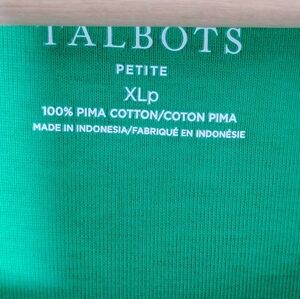 TALBOTS
PETITE
XLp
100% PIMA COTTON/COTON PIMA
MADE IN INDONESIA/FABRIQUÉ EN INDONÉSIE